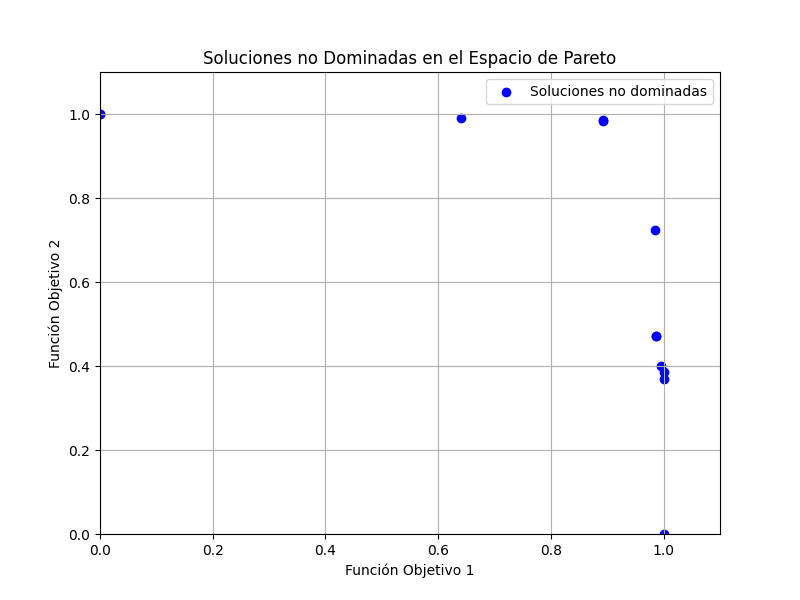 Soluciones no Dominadas en el Espacio de Pareto
Soluciones no dominadas
1.0
0.8
0.6
0.4
0.2
0.0
Función Objetivo 2
0.0 0.2 0.4 0.6 0.8 1.0
Función Objetivo 1